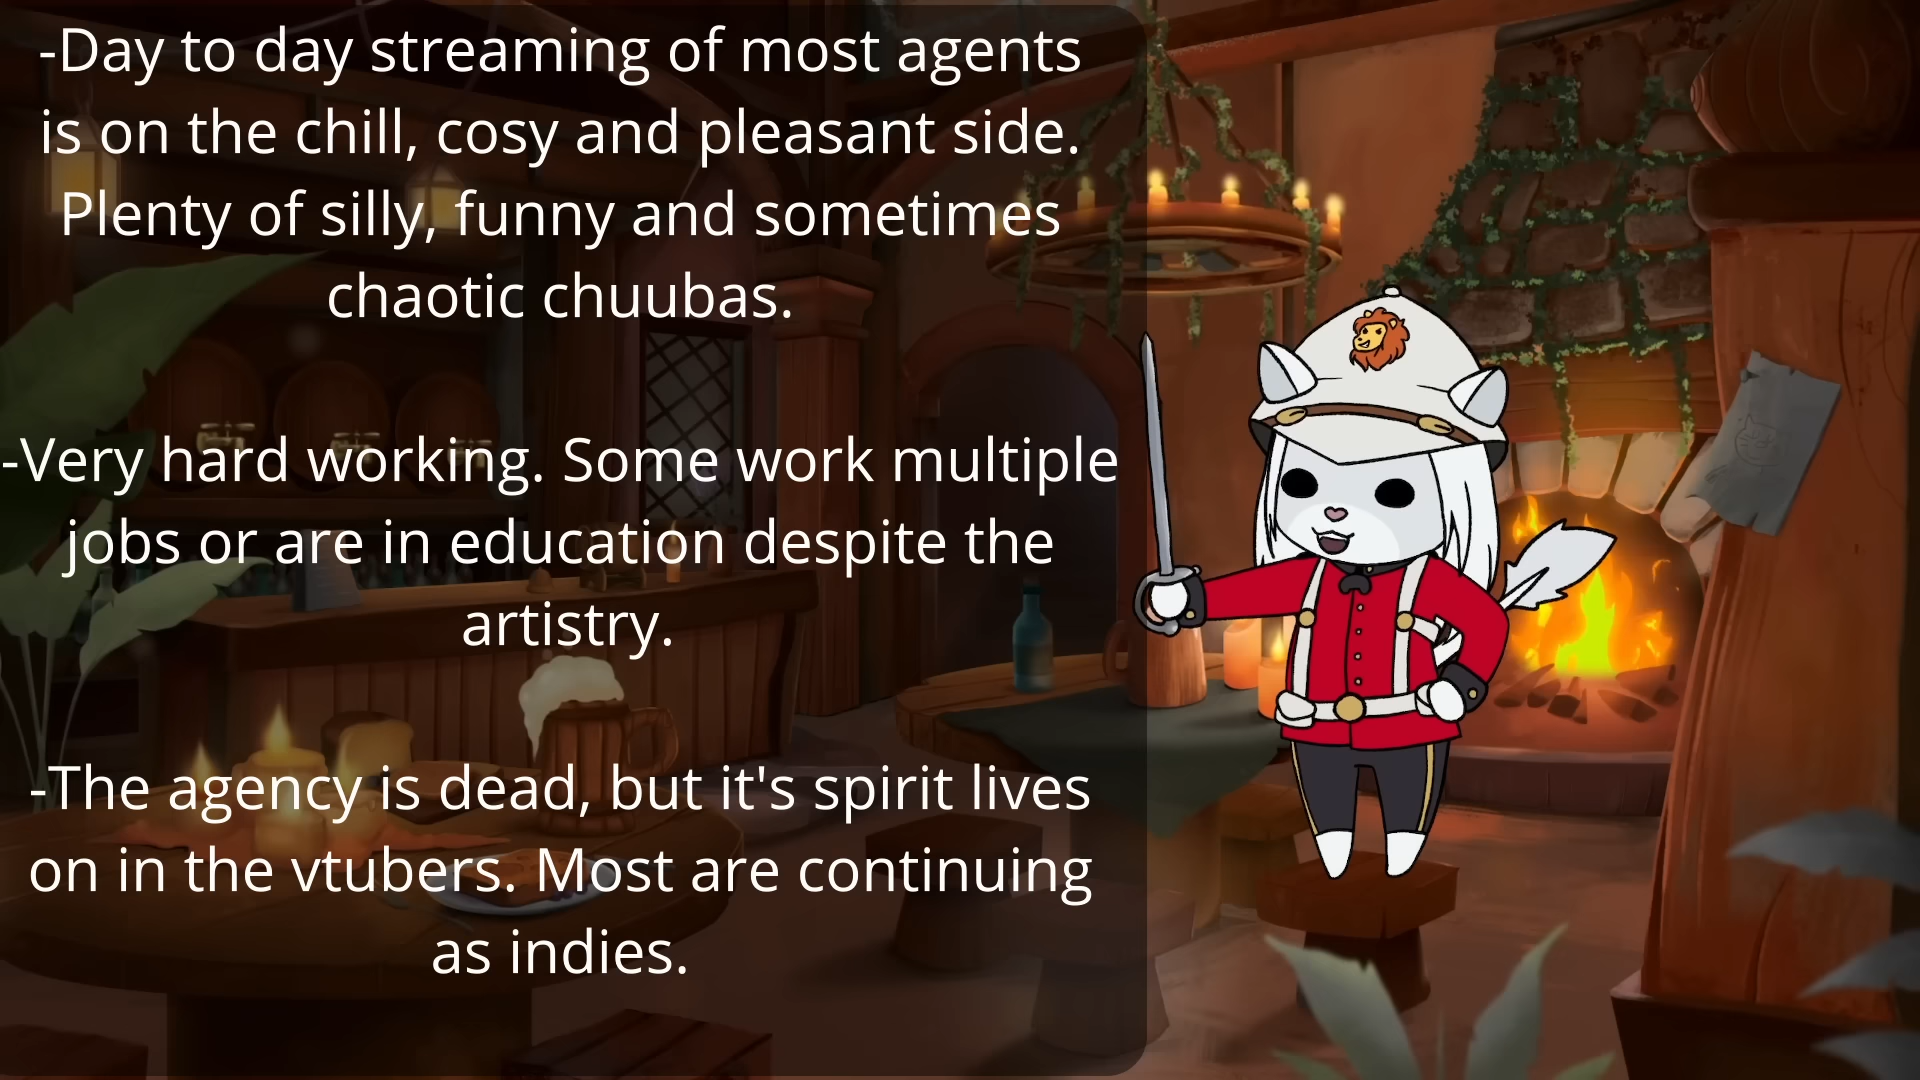 -Day to day streaming of most agents
is on the chill, cosy and pleasant side.
Plenty of silly, funny and sometimes
chaotic chuubas.
-Very hard working. Some work multiple
jobs or are in education despite the
artistry.
-The agency is dead, but it's spirit lives
on in the vtubers. Most are continuing
as indies.